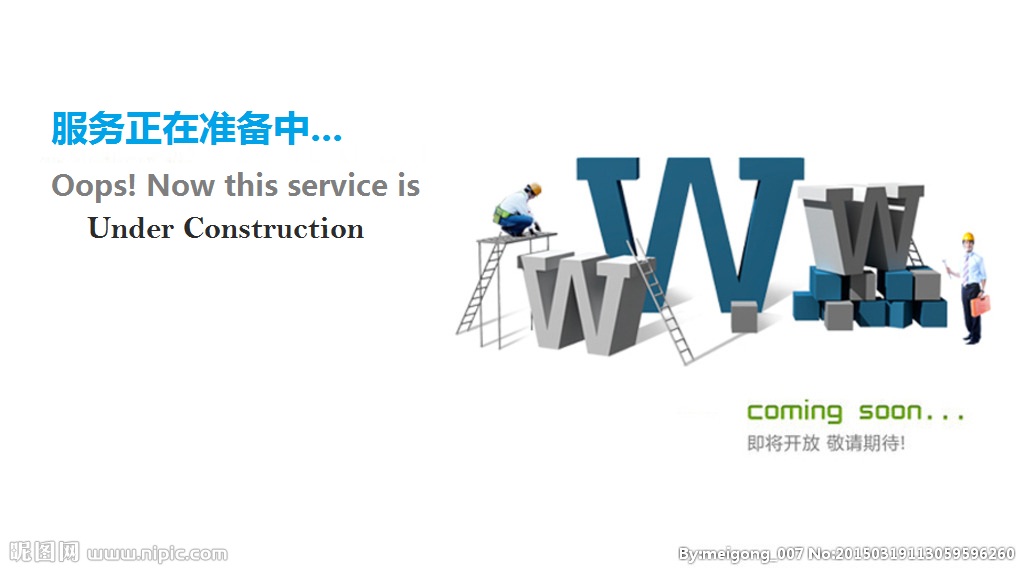 服务正在准备中...
Oops! Now this service is
Under Construction
W W W
coming soon...
即将开放 敬请期待!
昵图网 www.nipic.com
By:meigong_007 No:20150319113059596260